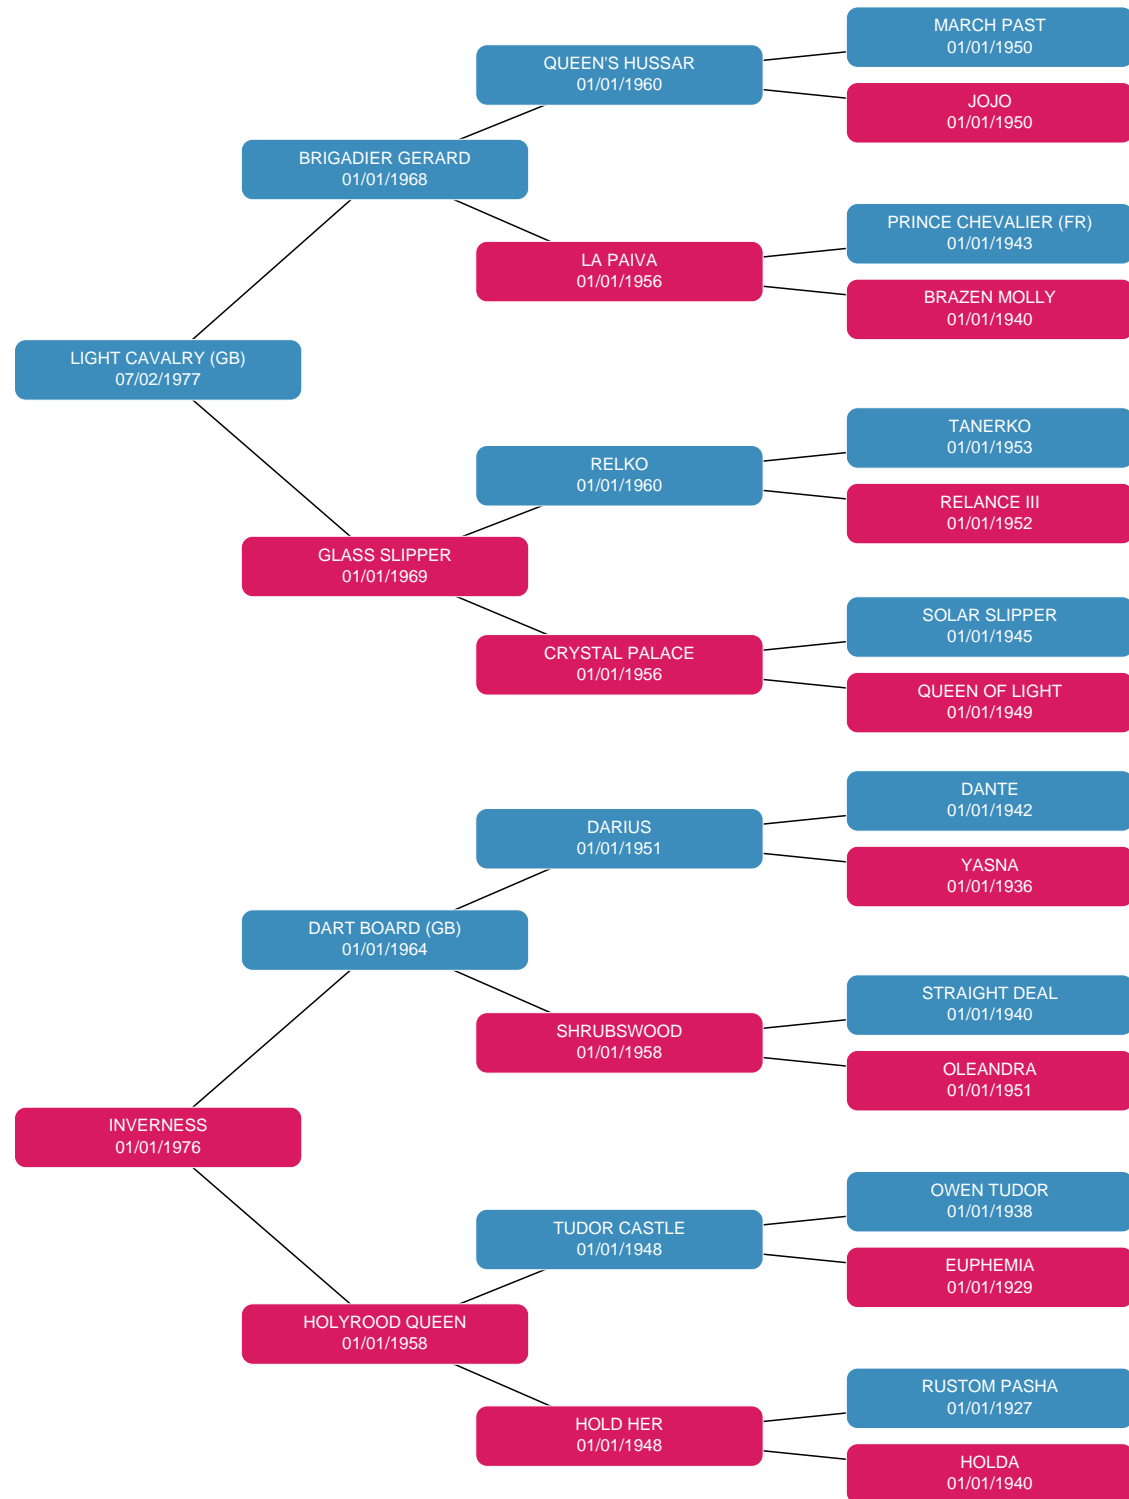 MARCH PAST
01/01/1950
QUEEN'S HUSSAR
01/01/1960
JOJO
01/01/1950
BRIGADIER GERARD
01/01/1968
PRINCE CHEVALIER (FR)
01/01/1943
LA PAIVA
01/01/1956
BRAZEN MOLLY
01/01/1940
LIGHT CAVALRY (GB)
07/02/1977
TANERKO
01/01/1953
RELKO
01/01/1960
RELANCE III
01/01/1952
GLASS SLIPPER
01/01/1969
SOLAR SLIPPER
01/01/1945
CRYSTAL PALACE
01/01/1956
QUEEN OF LIGHT
01/01/1949
DANTE
01/01/1942
DARIUS
01/01/1951
YASNA
01/01/1936
DART BOARD (GB)
01/01/1964
STRAIGHT DEAL
01/01/1940
SHRUBSWOOD
01/01/1958
OLEANDRA
01/01/1951
INVERNESS
01/01/1976
OWEN TUDOR
01/01/1938
TUDOR CASTLE
01/01/1948
EUPHEMIA
01/01/1929
HOLYROOD QUEEN
01/01/1958
RUSTOM PASHA
01/01/1927
HOLD HER
01/01/1948
HOLDA
01/01/1940